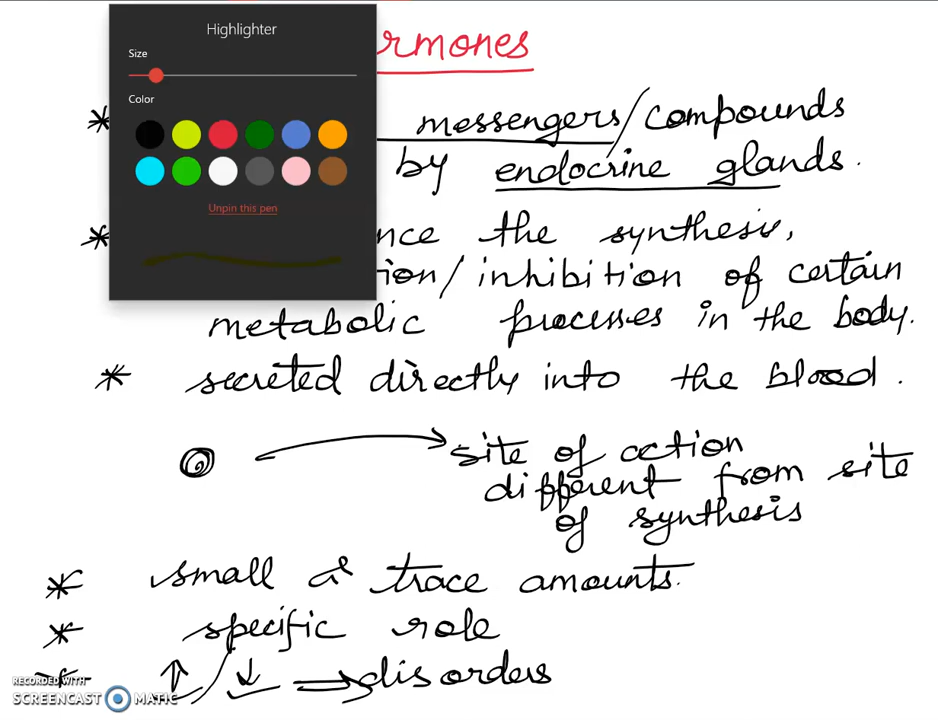 Highlighter
Size
Color
Unpin this pen
rmones
* messengers/compounds
by endocrine glands.
* nce the synthesis,
ion/inhibition of certain
metabolic processes in the body.
* secreted directly into the blood.
site of action
different from site
of synthesis
* small trace amounts.
* specific role
* ↑/↓ ⇒ disorders
RECORDED WITH
SCREENCAST MATIC